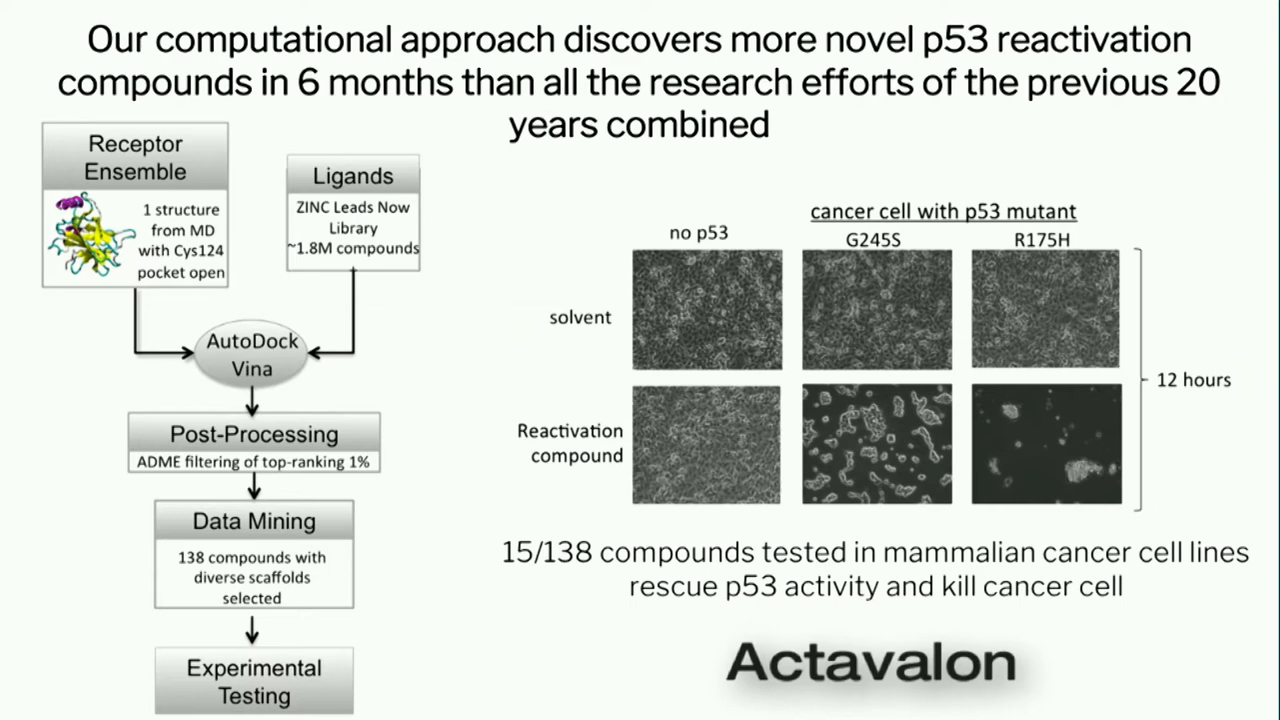 Our computational approach discovers more novel p53 reactivation
compounds in 6 months than all the research efforts of the previous 20
years combined
Receptor
Ensemble
1 structure
from MD
with Cys124
pocket open
Ligands
ZINC Leads Now
Library
~1.8M compounds
AutoDock
Vina
Post-Processing
ADME filtering of top-ranking 1%
Data Mining
138 compounds with
diverse scaffolds
selected
Experimental
Testing
cancer cell with p53 mutant
no p53
G245S
R175H
solvent
Reactivation
compound
12 hours
15/138 compounds tested in mammalian cancer cell lines
rescue p53 activity and kill cancer cell
Actavalon